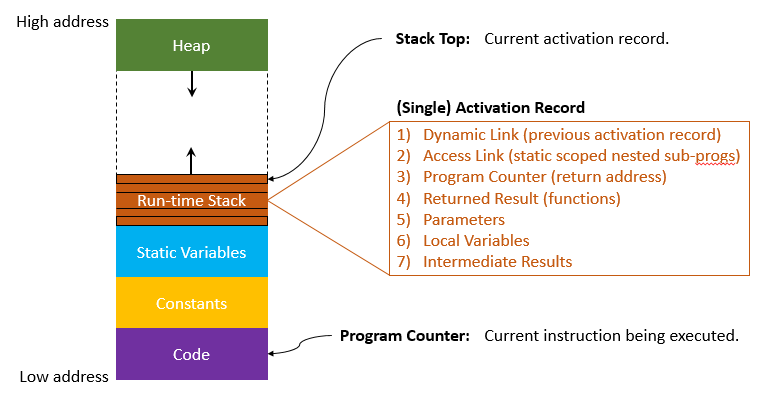 High address
Heap
Stack Top: Current activation record.
(Single) Activation Record
1) Dynamic Link (previous activation record)
2) Access Link (static scoped nested sub-progs)
3) Program Counter (return address)
4) Returned Result (functions)
5) Parameters
6) Local Variables
7) Intermediate Results
Run-time Stack
Static Variables
Constants
Program Counter: Current instruction being executed.
Code
Low address